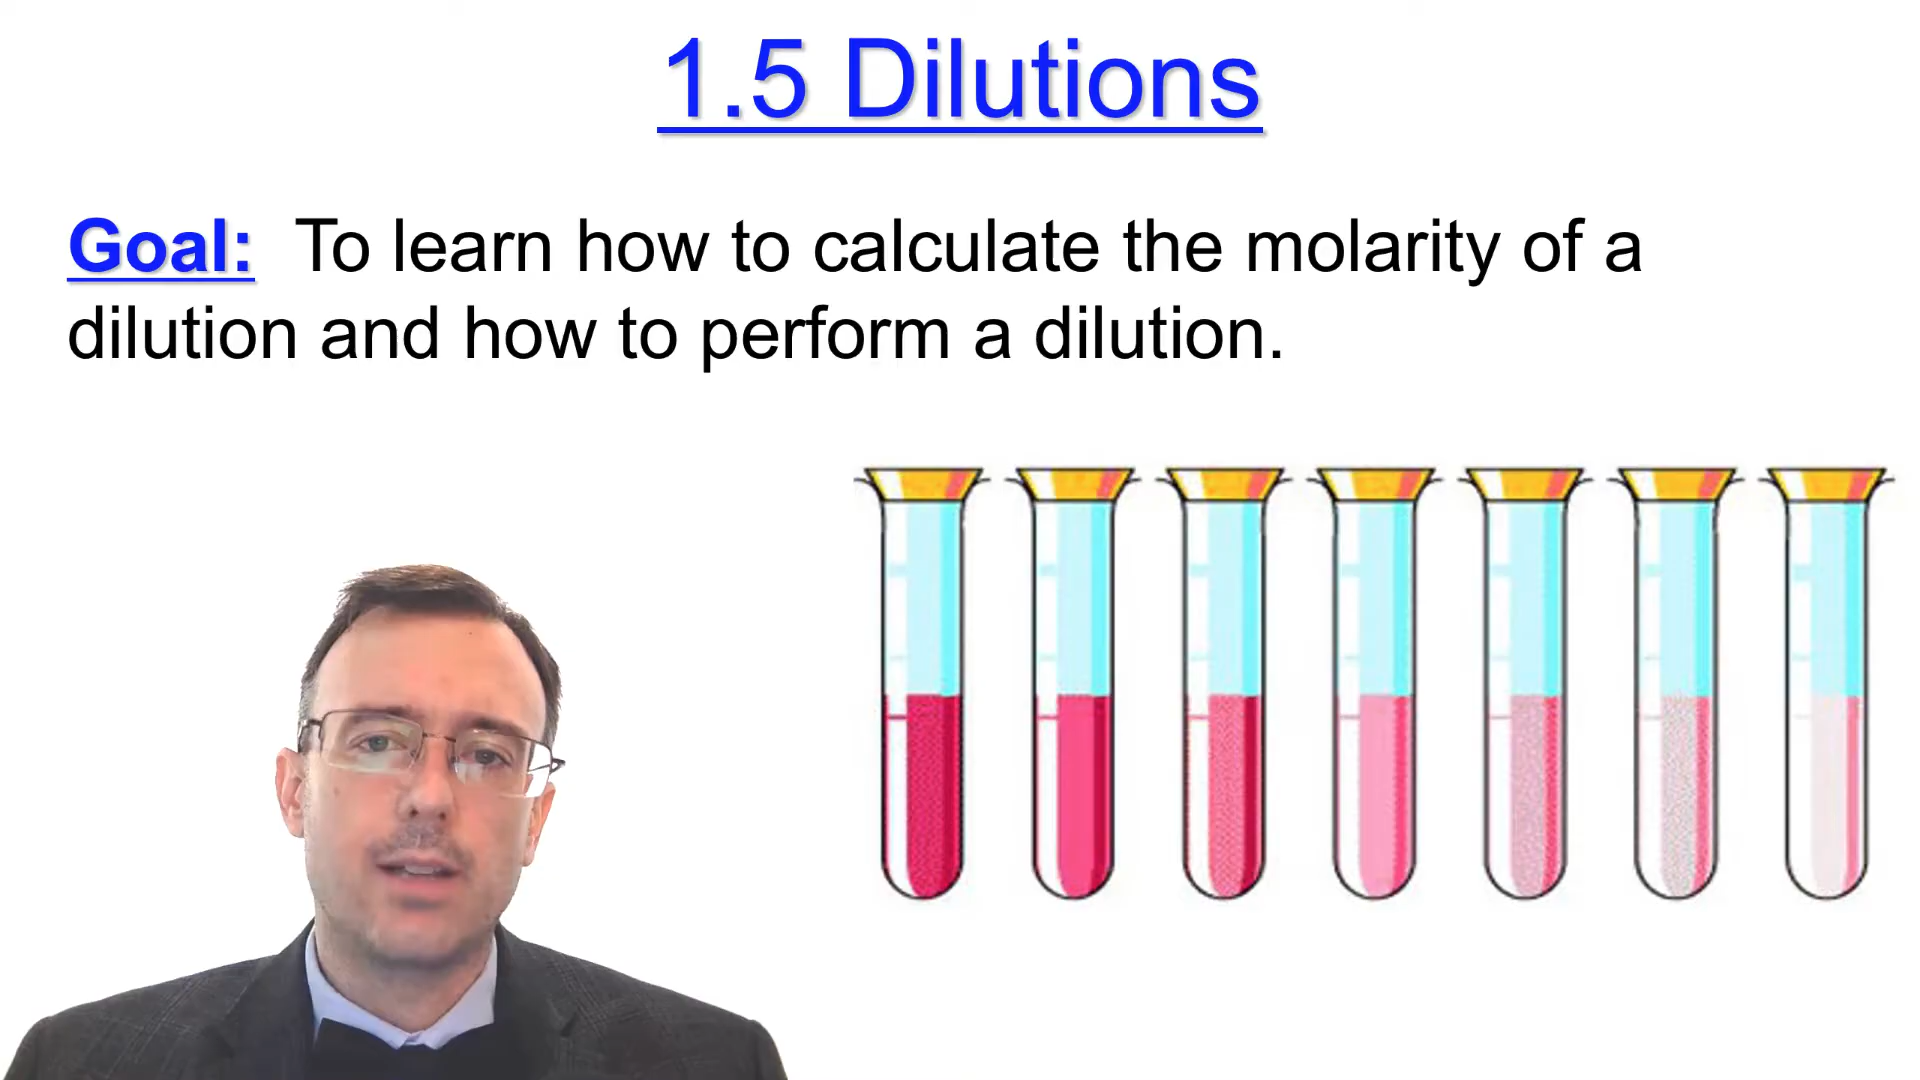 1.5 Dilutions
Goal: To learn how to calculate the molarity of a
dilution and how to perform a dilution.